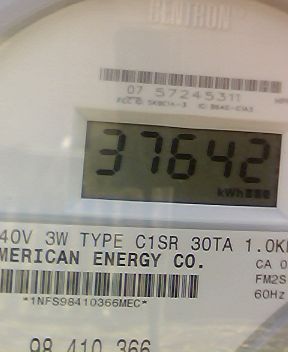 CENTRON
07 57245311
37642
kWh
40V 3W TYPE C1SR 30TA 1.0K
MERICAN ENERGY CO.
CA 0
FM2S
60Hz
*1NFS98410366MEC*
98 410 366